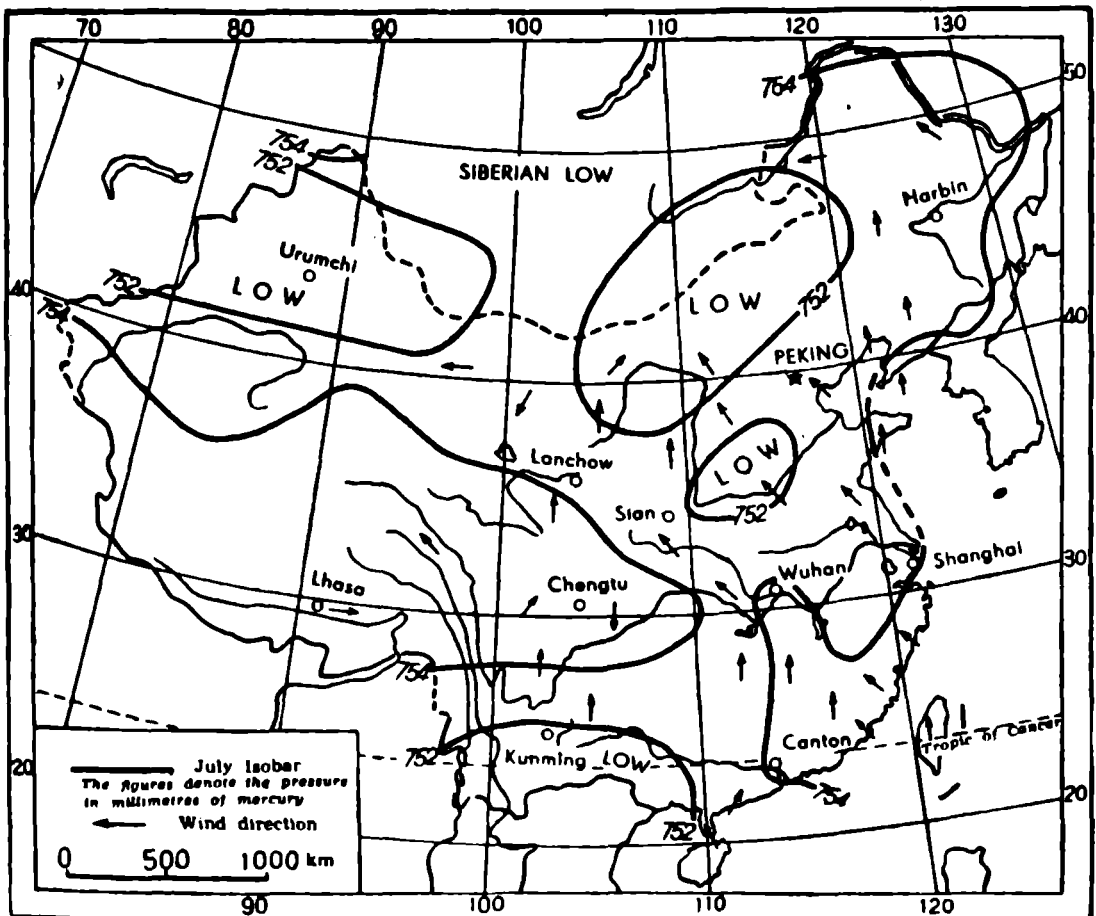 70 80 90 100 110 120 130
50
754
754
752
SIBERIAN LOW
Harbin
Urumchi
LOW
LOW
752
752
40
754
40
PEKING
Lanchow
LOW
Sian
752
30
30
Shanghai
Wuhan
Chengtu
Lhasa
754
752
Kunming LOW
Canton
Tropic of Cancer
754
20
20
752
July Isobar
The figures denote the pressure
in millimetres of mercury
Wind direction
0 500 1000 km
90 100 110 120